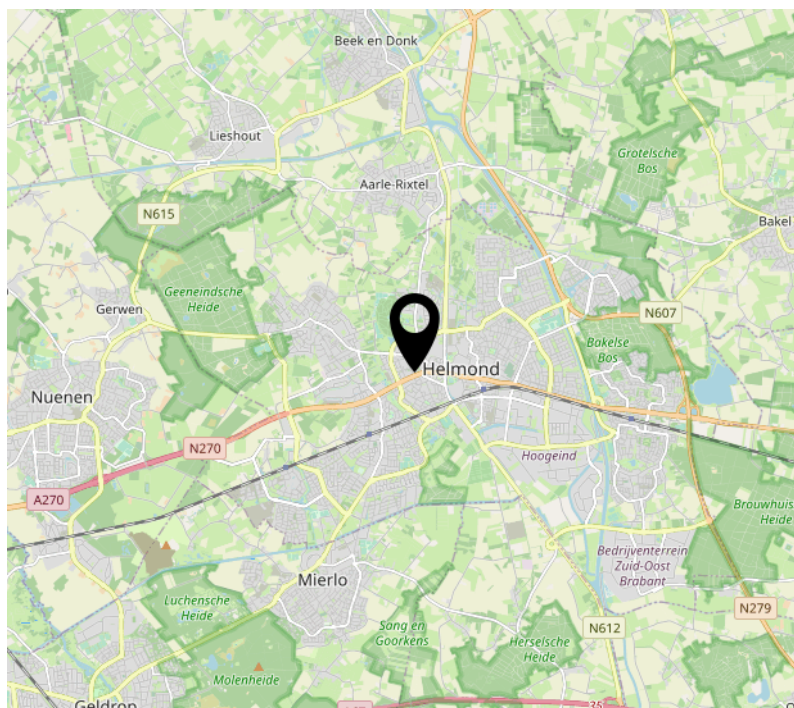 Beek en Donk
Lieshout
Grotelsche
Bos
Aarle-Rixtel
N615
Bakel
Geeneindsche
Heide
Gerwen
N607
Bakelse
Bos
Helmond
Nuenen
N270
Hoogeind
A270
Brouwhuis
Heide
Bedrijventerrein
Zuid-Oost
Brabant
Mierlo
Luchensche
Heide
N279
Sang en
Goorkens
N612
Herselsche
Heide
Molenheide
Geldrop
35